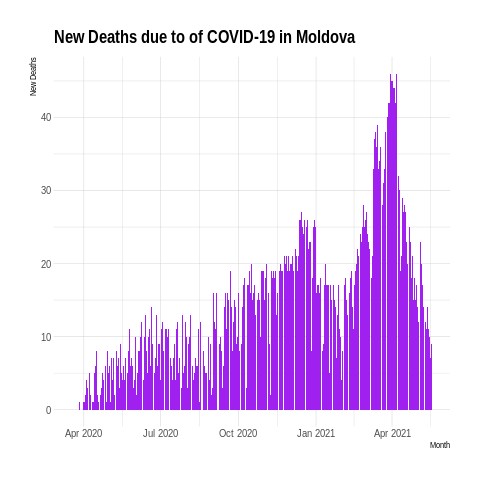 New Deaths due to of COVID-19 in Moldova
New Deaths
40
30
20
10
0
Apr 2020
Jul 2020
Oct 2020
Jan 2021
Apr 2021
Month